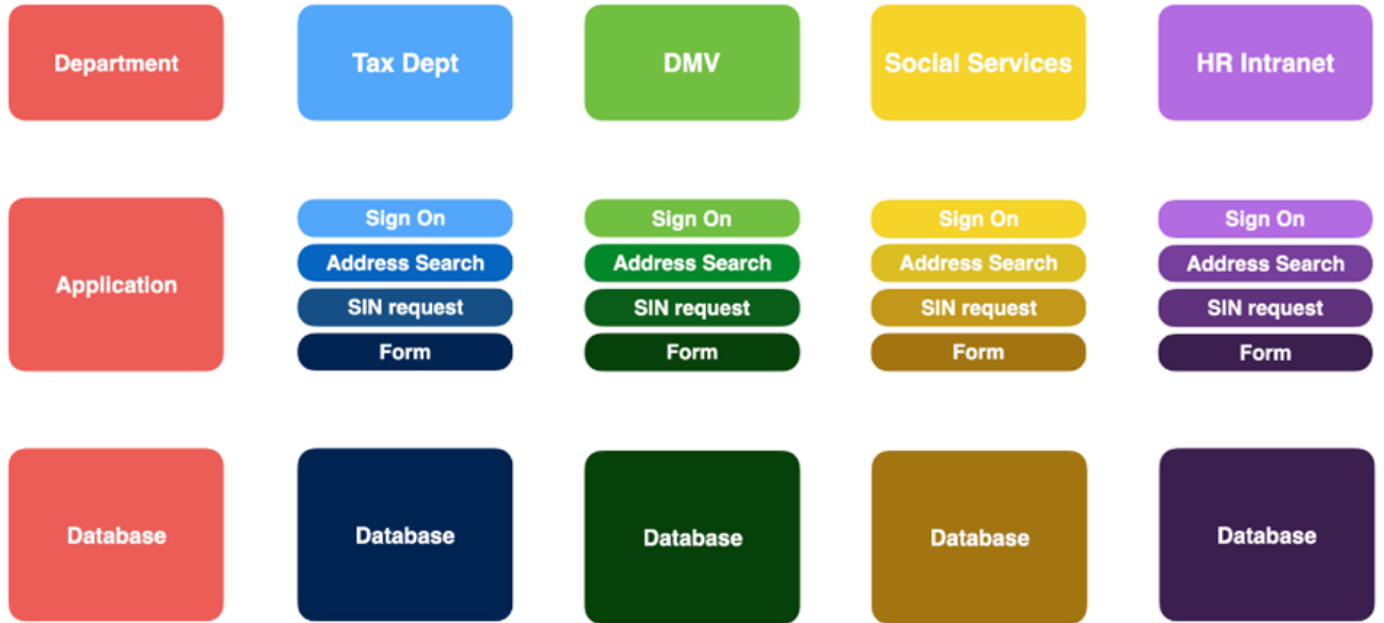 Department
Tax Dept
DMV
Social Services
HR Intranet
Application
Sign On
Sign On
Sign On
Sign On
Address Search
Address Search
Address Search
Address Search
SIN request
SIN request
SIN request
SIN request
Form
Form
Form
Form
Database
Database
Database
Database
Database